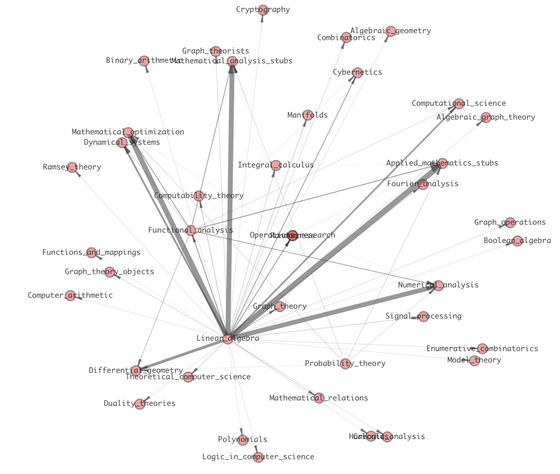 Cryptography
Algebraic_geometry
Combinatorics
Graph_theorists
Binary_arithmetic
Mathematical_analysis_stubs
Cybernetics
Computational_science
Manifolds
Algebraic_graph_theory
Mathematical_optimization
Dynamical_systems
Ramsey_theory
Integral_calculus
Applied_mathematics_stubs
Fourier_analysis
Computability_theory
Graph_operations
Functional_analysis
Operations_research
Boolean_algebra
Functions_and_mappings
Graph_theory_objects
Numerical_analysis
Computer_arithmetic
Graph_theory
Signal_processing
Linear_algebra
Enumerative_combinatorics
Model_theory
Probability_theory
Differential_geometry
Theoretical_computer_science
Mathematical_relations
Duality_theories
Polynomials
Logic_in_computer_science